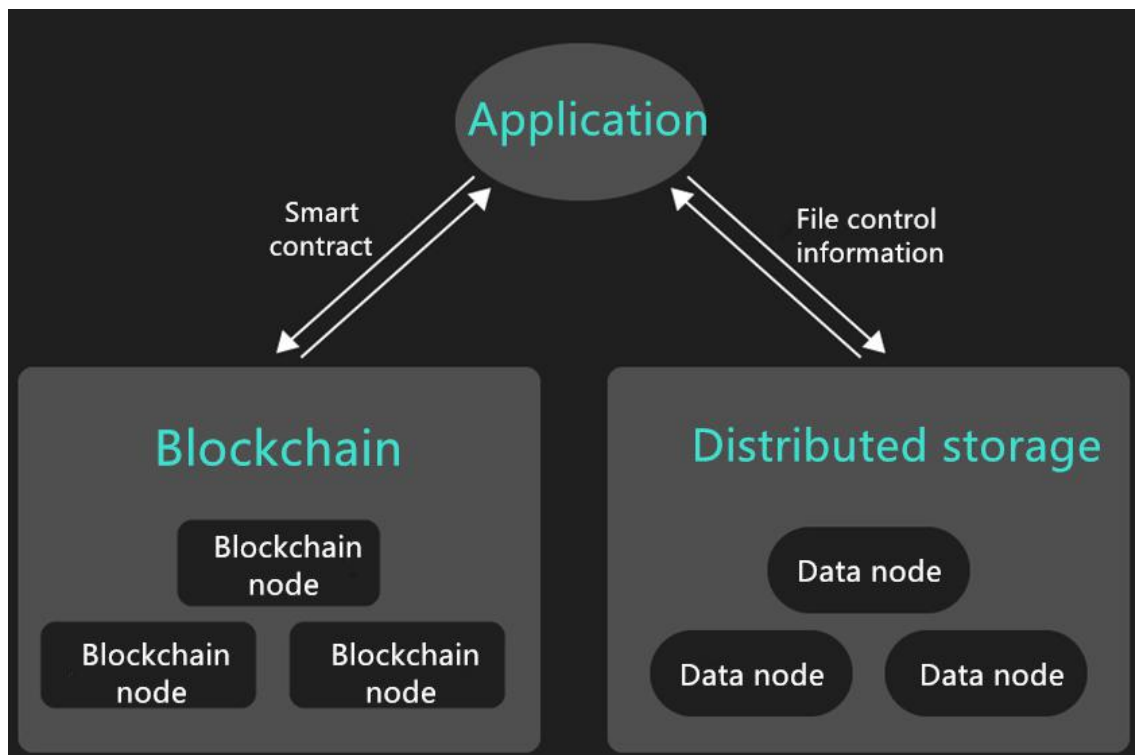 Application
Smart
contract
File control
information
Blockchain
Distributed storage
Blockchain
node
Blockchain
node
Blockchain
node
Data node
Data node
Data node